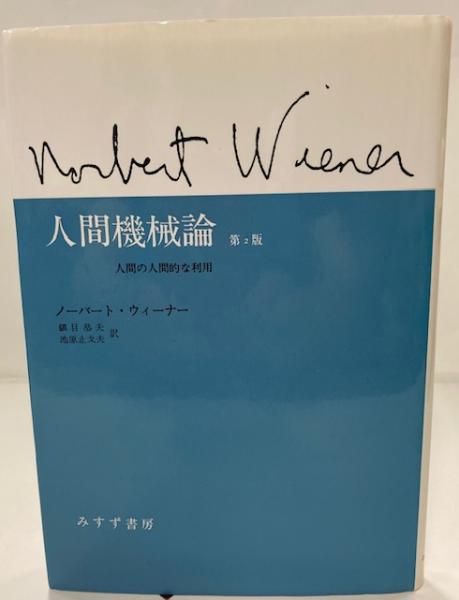 Norbert Wiener
人間機械論 第2版
人間の人間的な利用
ノーバート・ウィーナー
鎮目恭夫
池原止戈夫 訳
みすず書房